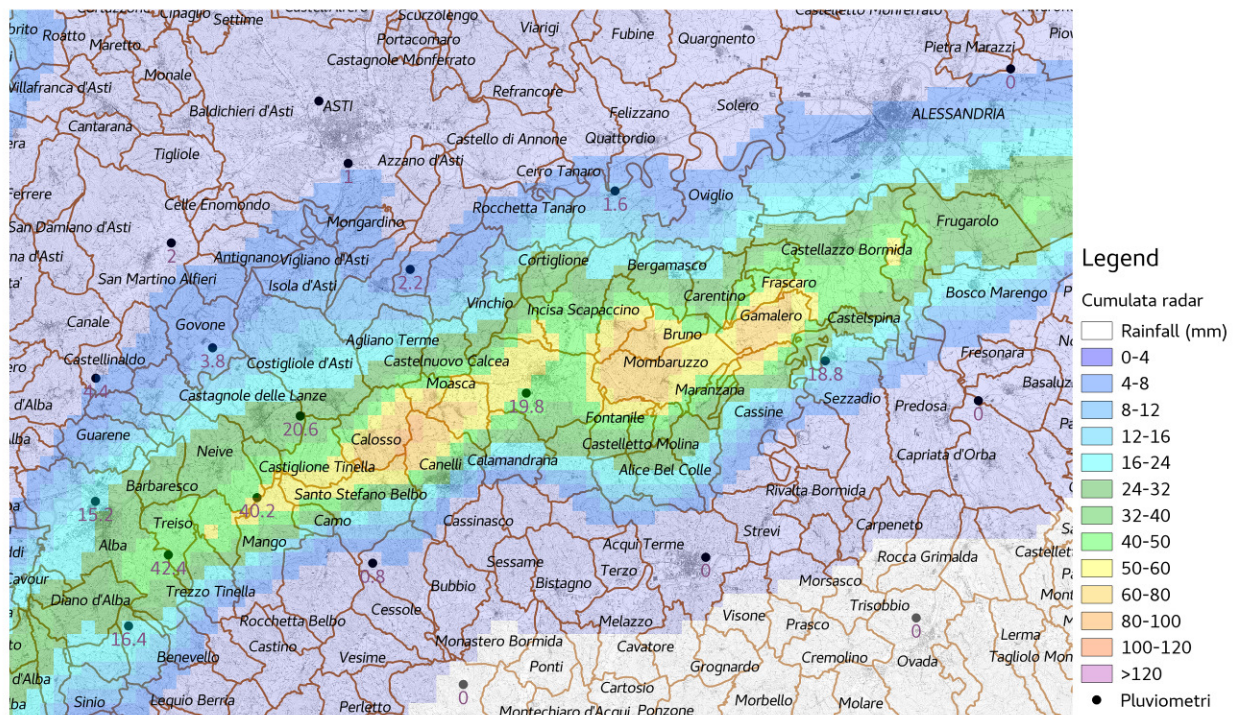 Cortazzone
Cinaglio
Settime
Scurzolengo
Viarigi
Fubine
Castelletto Monferrato
Quargnento
Roatto
Maretto
Portacomaro
Castagnole Monferrato
Pietra Marazzi
0
Monale
Villafranca d'Asti
Baldichieri d'Asti
ASTI
Refrancore
Felizzano
Solero
ALESSANDRIA
Cantarana
Castello di Annone
Quattordio
Tigliole
1
Azzano d'Asti
Cerro Tanaro
Ferrere
Celle Enomondo
1.6
Oviglio
Mongardino
Rocchetta Tanaro
San Damiano d'Asti
2
Frugarolo
Antignano
Vigliano d'Asti
2.2
Cortiglione
Bergamasco
Castellazzo Bormida
San Martino Alfieri
Isola d'Asti
Frascaro
Vinchio
Carentino
Bosco Marengo
Canale
Govone
Incisa Scapaccino
Gamalero
Castelspina
Bruno
Agliano Terme
Castellinaldo
3.8
Costigliole d'Asti
Castelnuovo Calcea
Mombaruzzo
Fresonara
18.8
4.4
Moasca
Maranzana
Basaluzzo
Castagnole delle Lanze
19.8
Sezzadio
d'Alba
0
Predosa
Guarene
20.6
Fontanile
Cassine
Calosso
Neive
Castelletto Molina
Castiglione Tinella
Canelli
Calamandrana
Alice Bel Colle
Capriata d'Orba
Barbaresco
Santo Stefano Belbo
Rivalta Bormida
15.2
40.2
Treiso
Camo
Cassinasco
Strevi
Carpeneto
Alba
Mango
Acqui Terme
Rocca Grimalda
42.4
0.8
Sessame
0
Trezzo Tinella
Bubbio
Bistagno
Terzo
Morsasco
Diano d'Alba
Cessole
Trisobbio
Rocchetta Belbo
Melazzo
Visone
0
16.4
Prasco
Castino
Monastero Bormida
Cavatore
Lerma
Benevello
Vesime
Ponti
Grognardo
Cremolino
Ovada
d'Alba
0
Cartosio
Morbello
Sinio
Lequio Berria
Perletto
Montechiaro d'Acqui
Ponzone
Molare
Legend
Cumulata radar
Rainfall (mm)
0-4
4-8
8-12
12-16
16-24
24-32
32-40
40-50
50-60
60-80
80-100
100-120
>120
Pluviometri